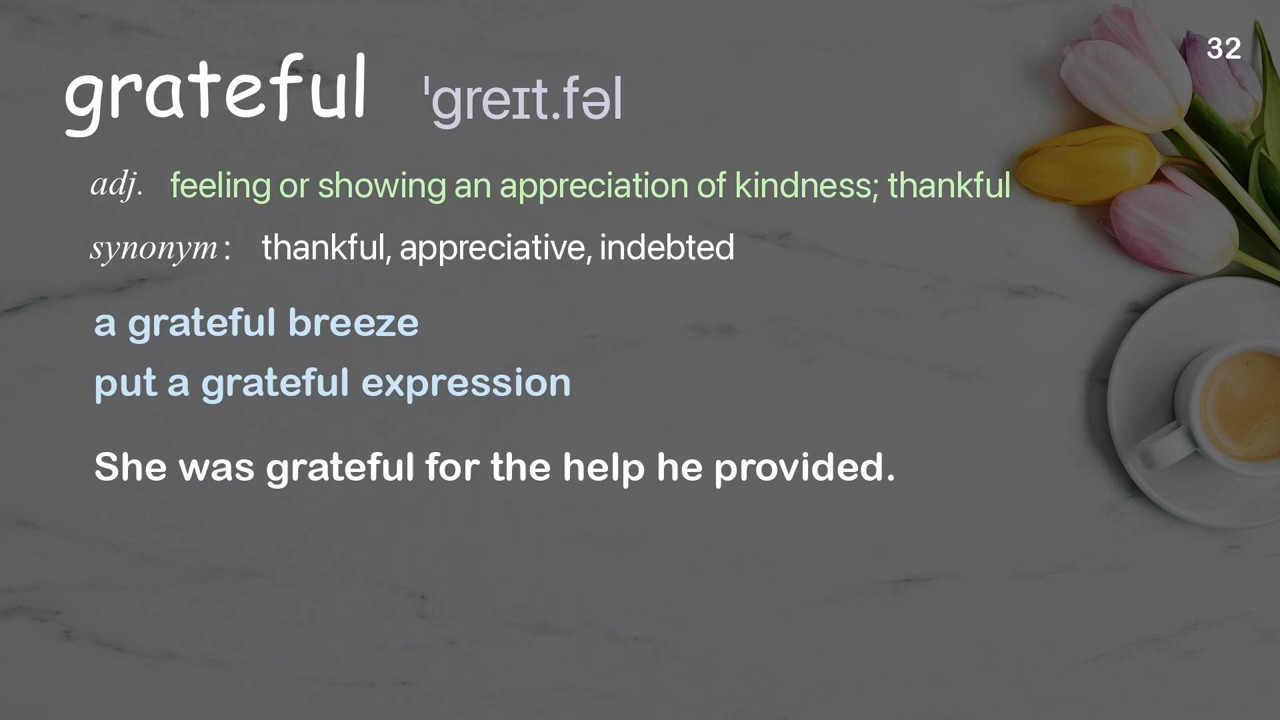 32
grateful ˈɡreɪt.fəl
adj. feeling or showing an appreciation of kindness; thankful
synonym: thankful, appreciative, indebted
a grateful breeze
put a grateful expression
She was grateful for the help he provided.